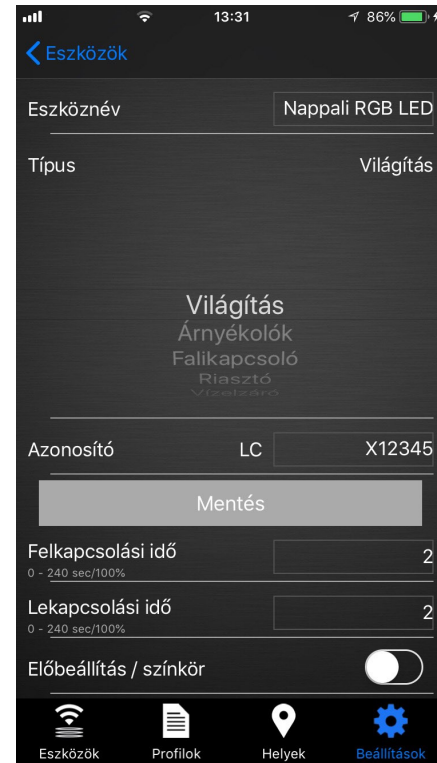 13:31
86%
Eszközök
Eszköznév Nappali RGB LED
Típus Világítás
Világítás
Árnyékolók
Falikapcsoló
Riasztó
Vízelzáró
Azonosító LC X12345
Mentés
Felkapcsolási idő 2
0 - 240 sec/100%
Lekapcsolási idő 2
0 - 240 sec/100%
Előbeállítás / színkör
Eszközök Profilok Helyek Beállítások